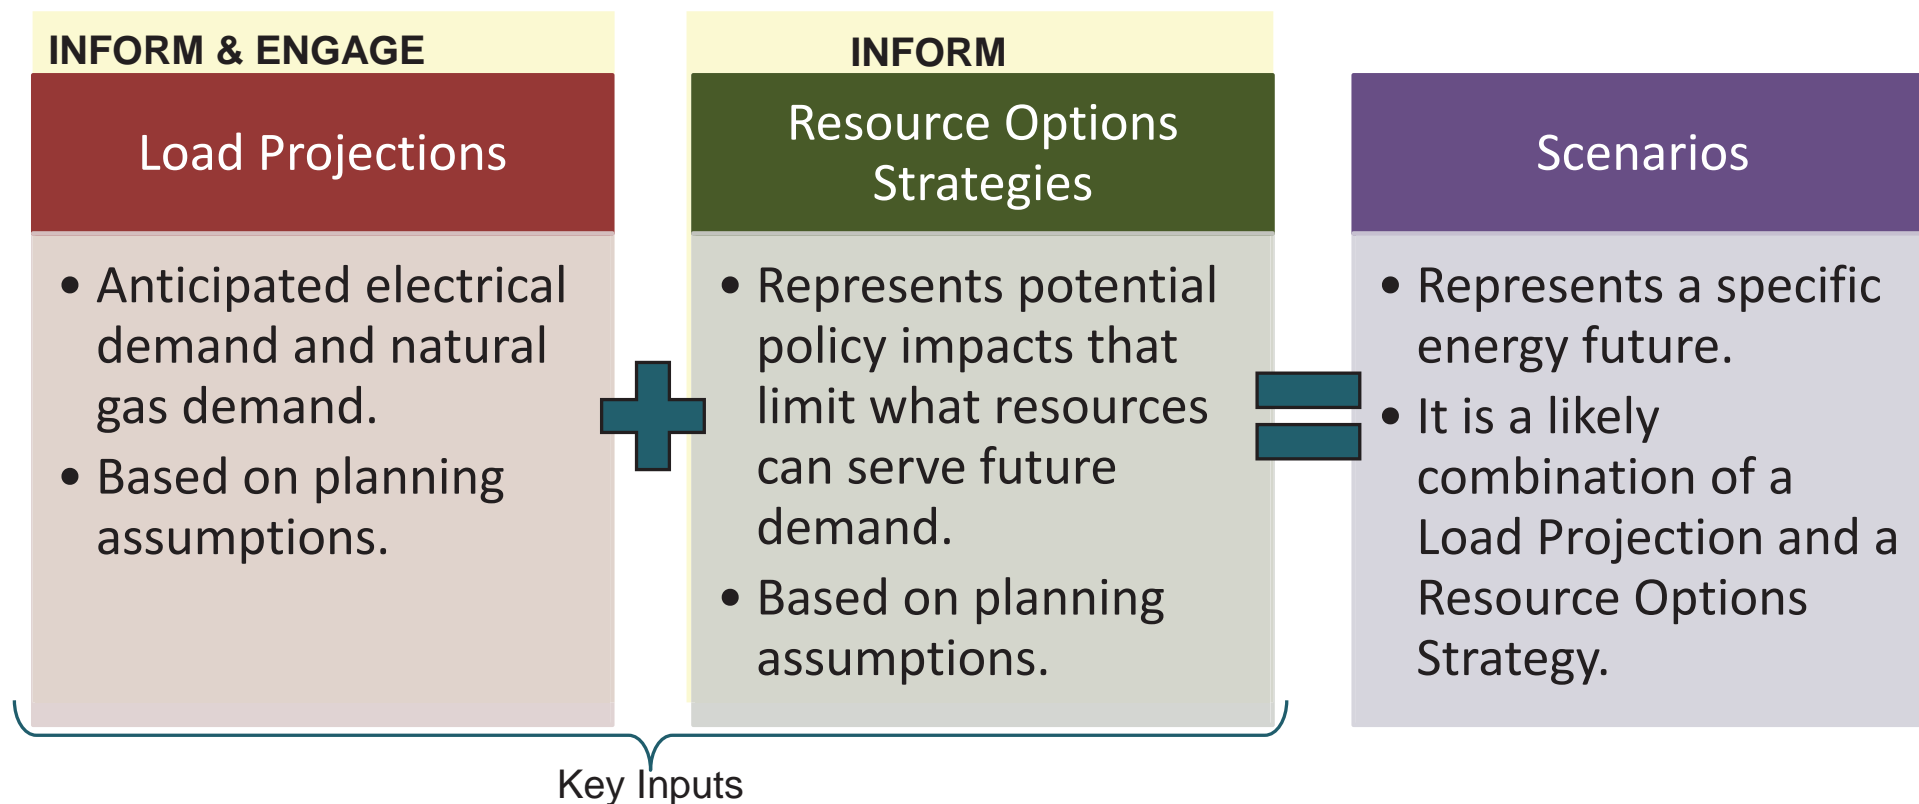 INFORM & ENGAGE
Load Projections
• Anticipated electrical
demand and natural
gas demand.
• Based on planning
assumptions.
INFORM
Resource Options
Strategies
• Represents potential
policy impacts that
limit what resources
can serve future
demand.
• Based on planning
assumptions.
Scenarios
• Represents a specific
energy future.
• It is a likely
combination of a
Load Projection and a
Resource Options
Strategy.
Key Inputs